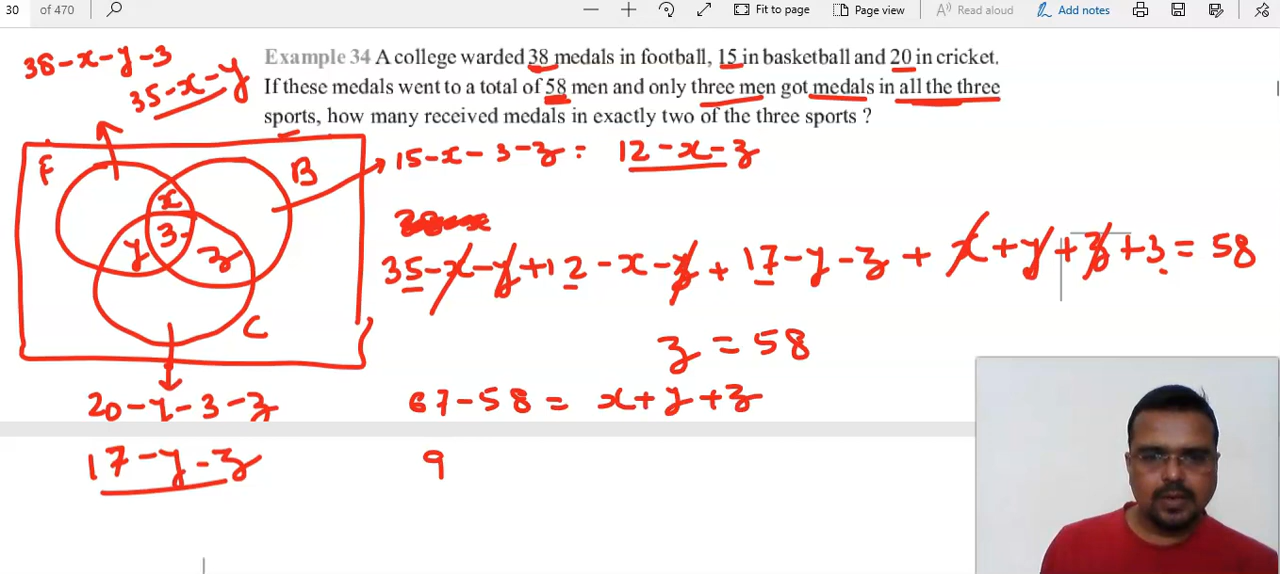 30 of 470 Fit to page Page view Read aloud Add notes
38-x-y-3
35-x-y
Example 34 A college warded 38 medals in football, 15 in basketball and 20 in cricket.
If these medals went to a total of 58 men and only three men got medals in all the three
sports, how many received medals in exactly two of the three sports ?
F
B
x
3
y
z
C
15-x-3-z = 12-x-z
35-x-y+12-x-z+17-y-z+x+y+z+3=58
z = 58
20-y-3-z
67-58 = x+y+z
17-y-z
9